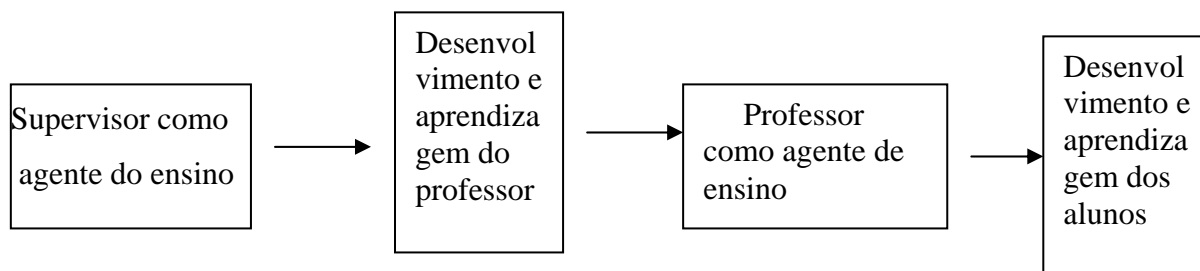 Supervisor como
agente do ensino
Desenvol
vimento e
aprendiza
gem do
professor
Professor
como agente de
ensino
Desenvol
vimento e
aprendiza
gem dos
alunos